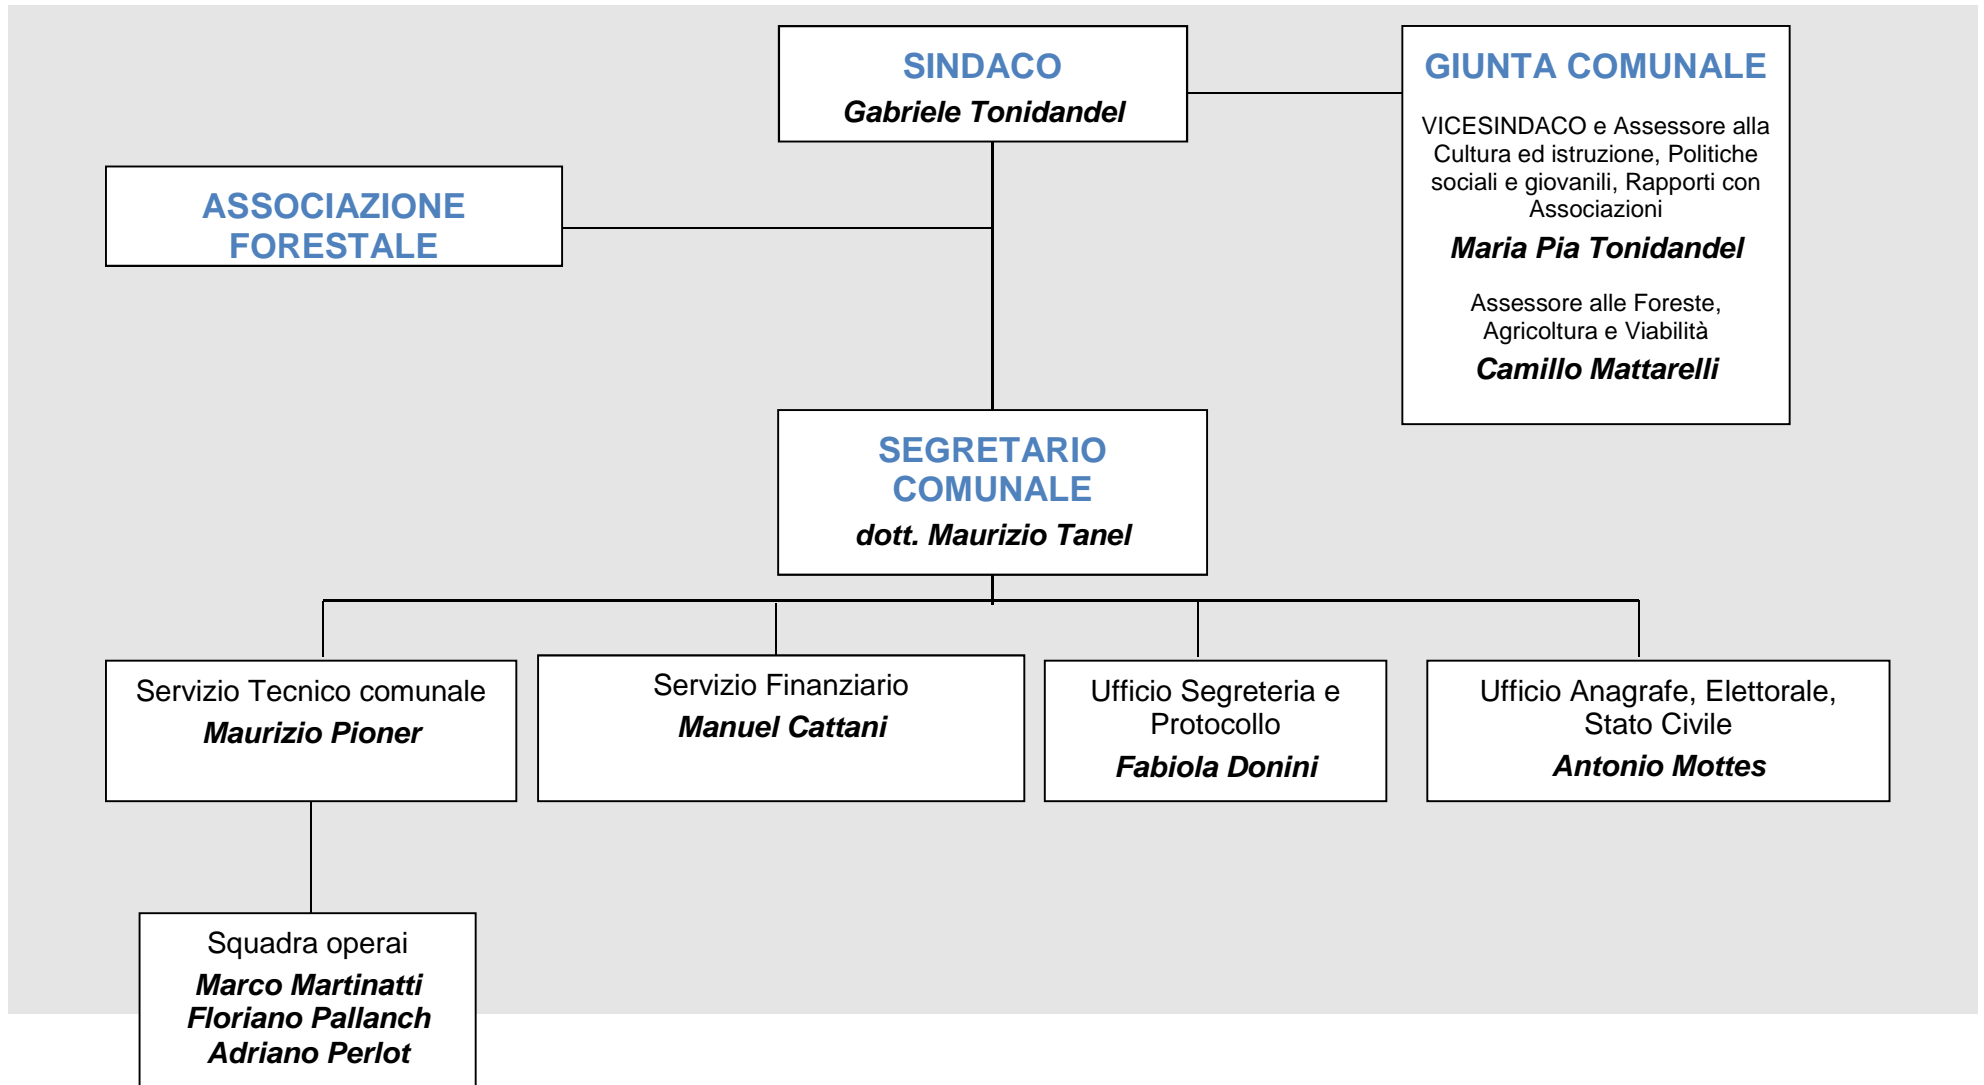 SINDACO
Gabriele Tonidandel
GIUNTA COMUNALE
VICESINDACO e Assessore alla
Cultura ed istruzione, Politiche
sociali e giovanili, Rapporti con
Associazioni
Maria Pia Tonidandel
Assessore alle Foreste,
Agricoltura e Viabilità
Camillo Mattarelli
ASSOCIAZIONE
FORESTALE
SEGRETARIO
COMUNALE
dott. Maurizio Tanel
Servizio Tecnico comunale
Maurizio Pioner
Servizio Finanziario
Manuel Cattani
Ufficio Segreteria e
Protocollo
Fabiola Donini
Ufficio Anagrafe, Elettorale,
Stato Civile
Antonio Mottes
Squadra operai
Marco Martinatti
Floriano Pallanch
Adriano Perlot